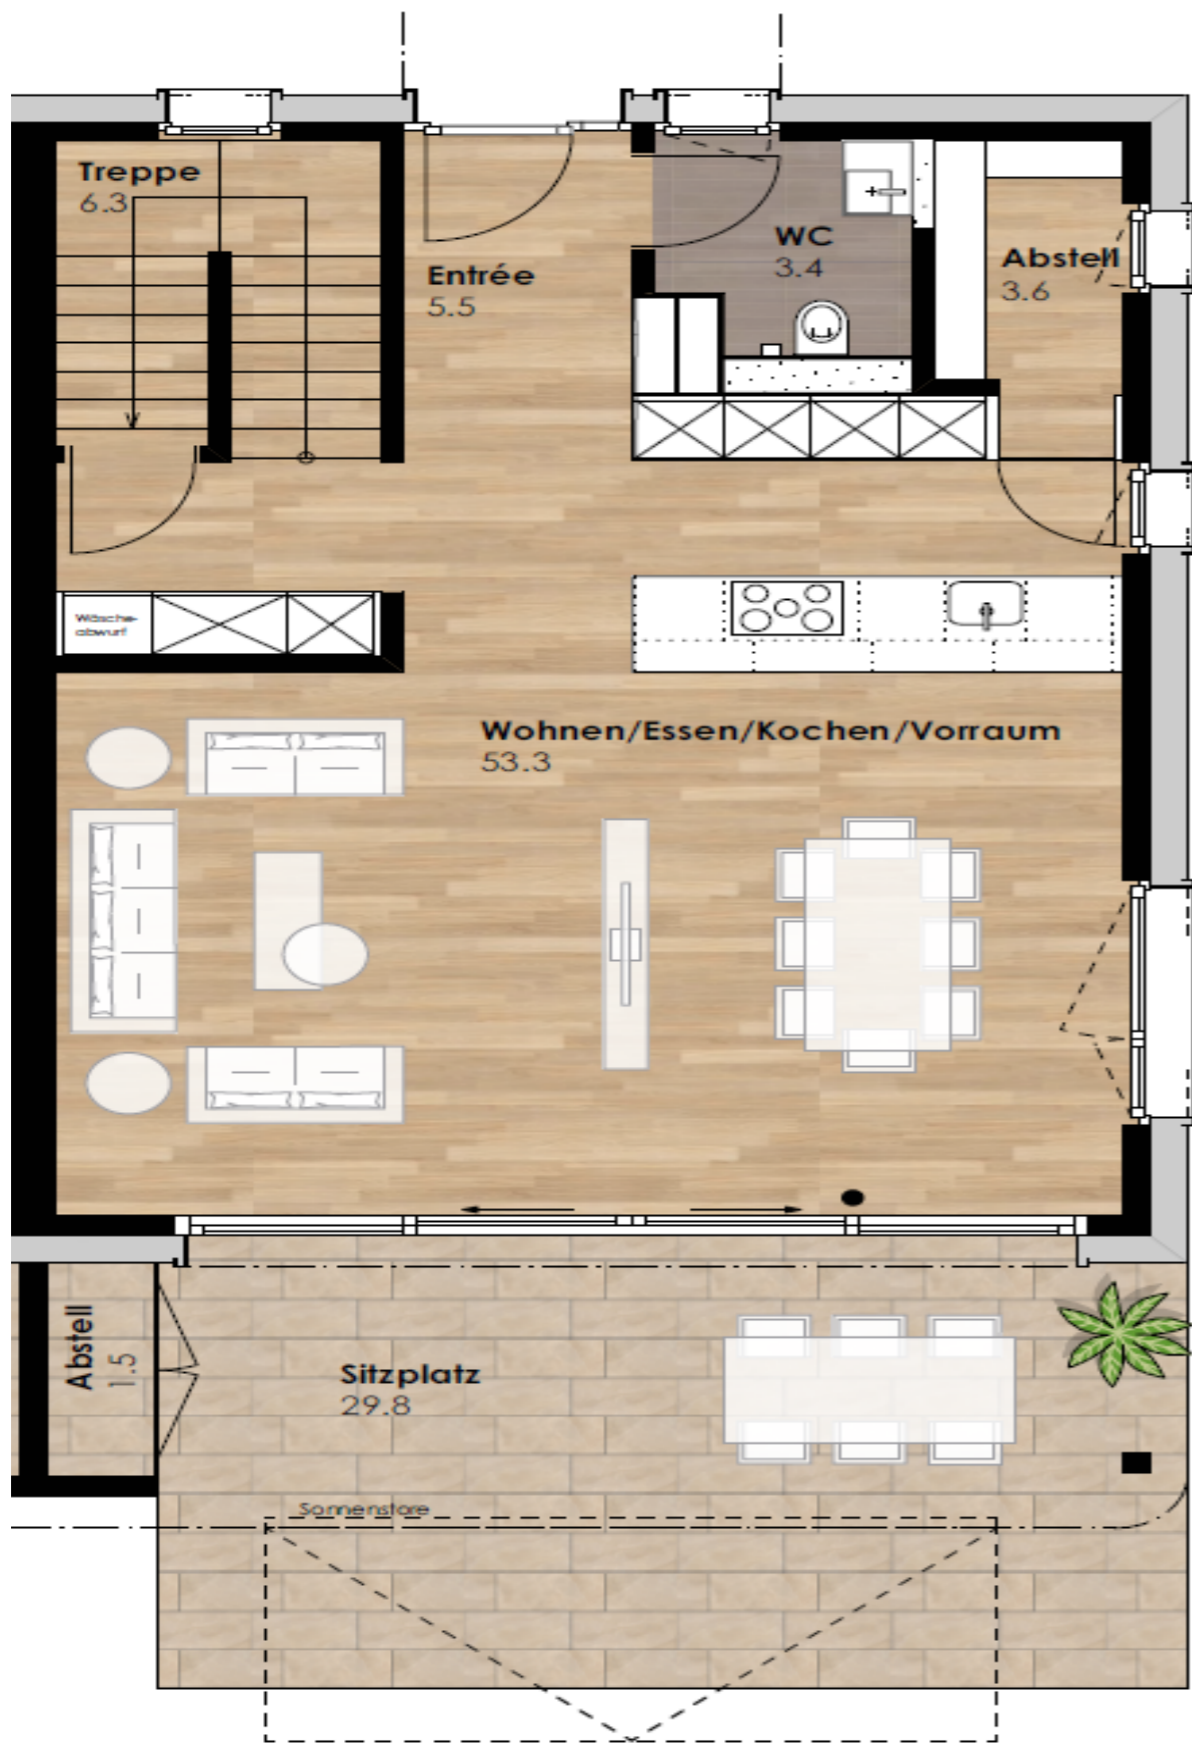 Treppe
6.3
Entrée
5.5
WC
3.4
Abstell
3.6
Wäsche-
abwurf
Wohnen/Essen/Kochen/Vorraum
53.3
Abstell
1.5
Sitzplatz
29.8
Sonnenstore